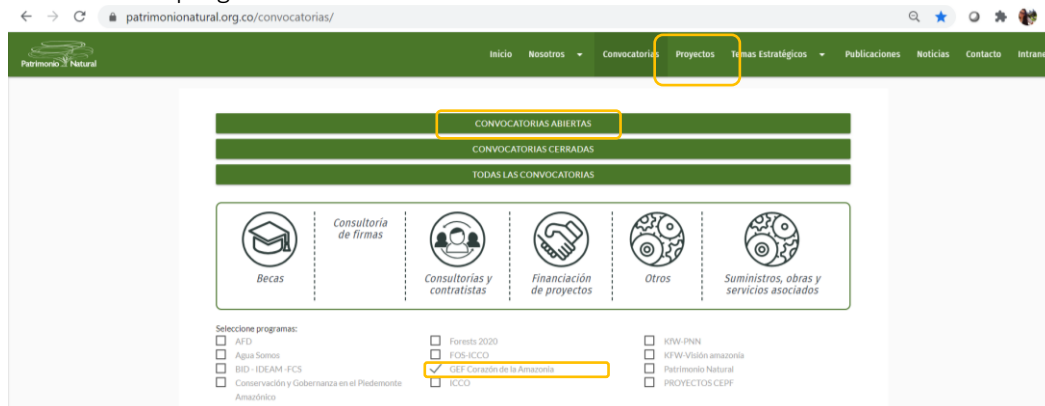 patrimonionatural.org.co/convocatorias/
Patrimonio Natural
Inicio Nosotros Convocatorias Proyectos Temas Estratégicos Publicaciones Noticias Contacto Intrane
CONVOCATORIAS ABIERTAS
CONVOCATORIAS CERRADAS
TODAS LAS CONVOCATORIAS
Becas
Consultoría
de firmas
Consultorías y
contratistas
Financiación
de proyectos
Otros
Suministros, obras y
servicios asociados
Seleccione programas:
AFD
Agua Somos
BID - IDEAM -FCS
Conservación y Gobernanza en el Piedemonte
Amazónico
Forests 2020
FOS-ICCO
GEF Corazón de la Amazonía
ICCO
KfW-PNN
KFW-Visión amazonía
Patrimonio Natural
PROYECTOS CEPF